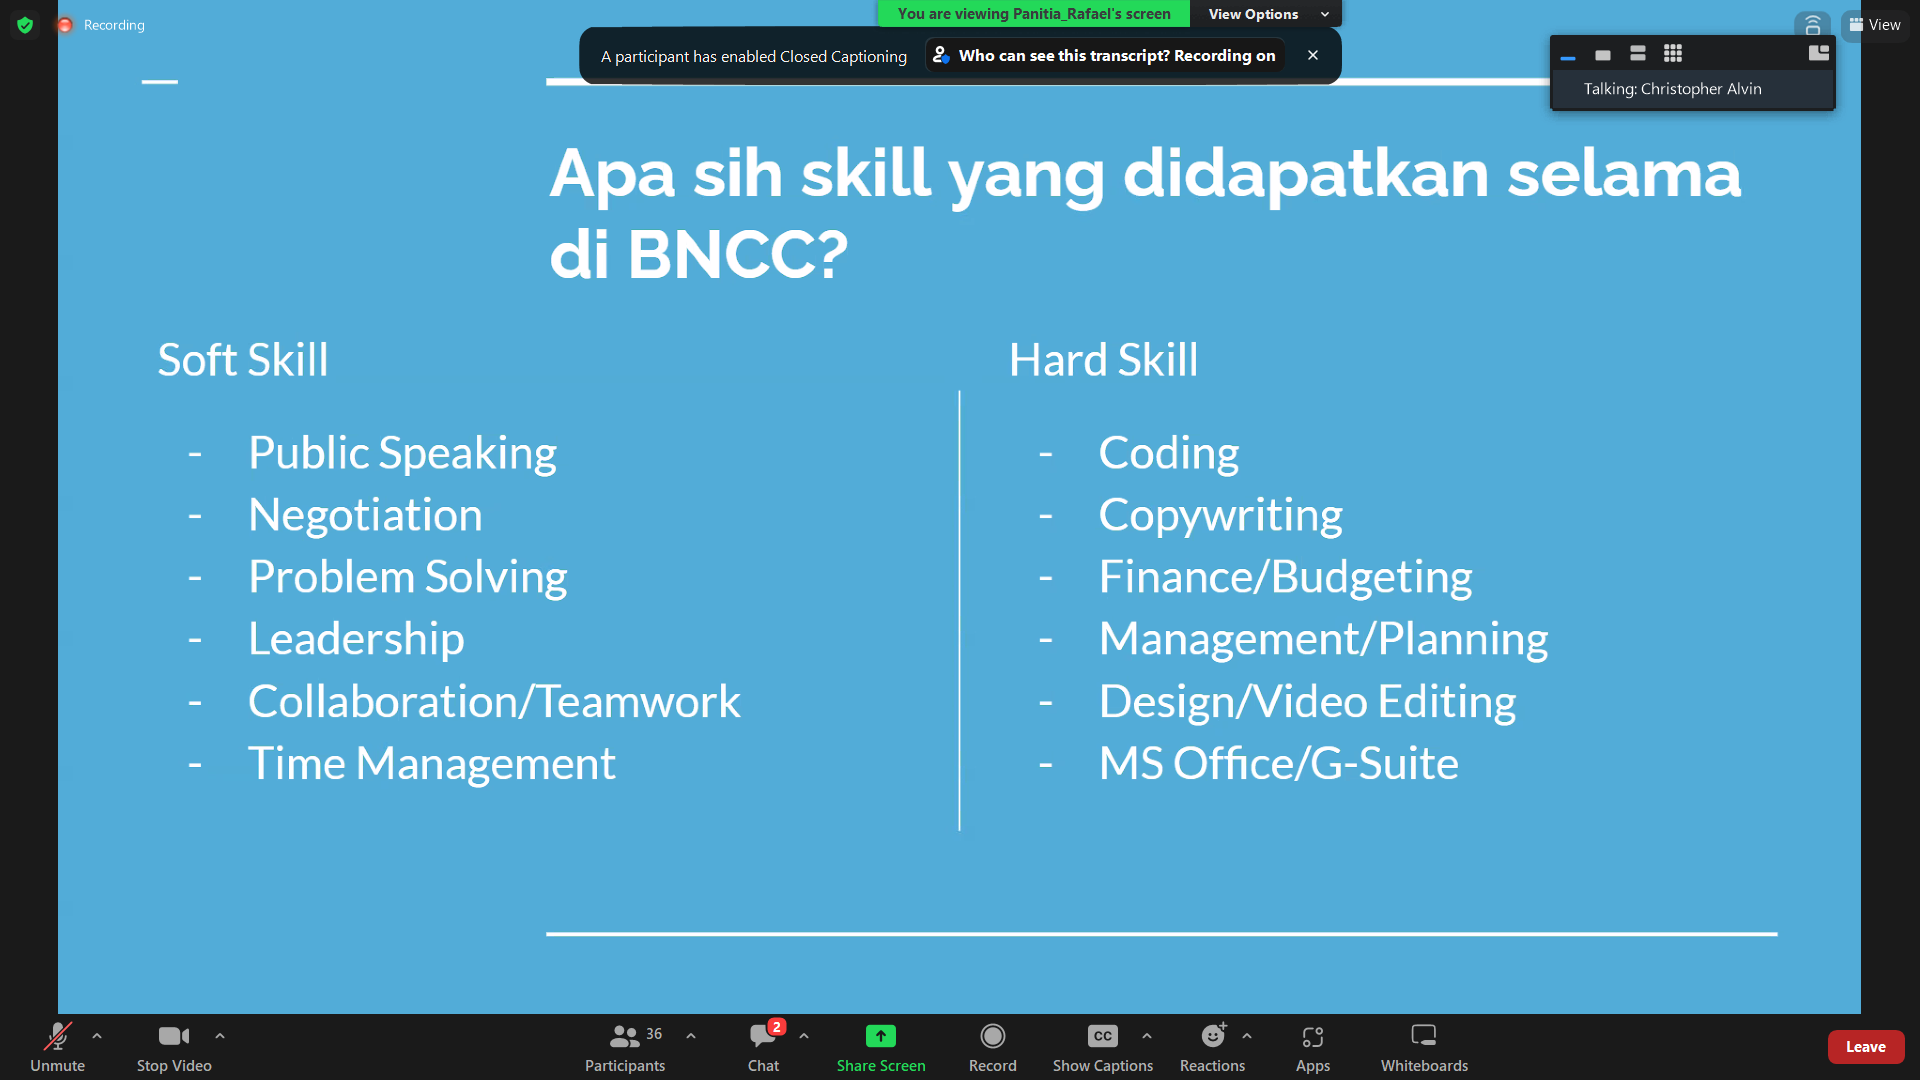 You are viewing Panitia_Rafael's screen
View Options
Recording
View
A participant has enabled Closed Captioning
Who can see this transcript? Recording on
Talking: Christopher Alvin
Apa sih skill yang didapatkan selama
di BNCC?
Soft Skill
- Public Speaking
- Negotiation
- Problem Solving
- Leadership
- Collaboration/Teamwork
- Time Management
Hard Skill
- Coding
- Copywriting
- Finance/Budgeting
- Management/Planning
- Design/Video Editing
- MS Office/G-Suite
Unmute
Stop Video
36
Participants
2
Chat
Share Screen
Record
CC
Show Captions
Reactions
Apps
Whiteboards
Leave